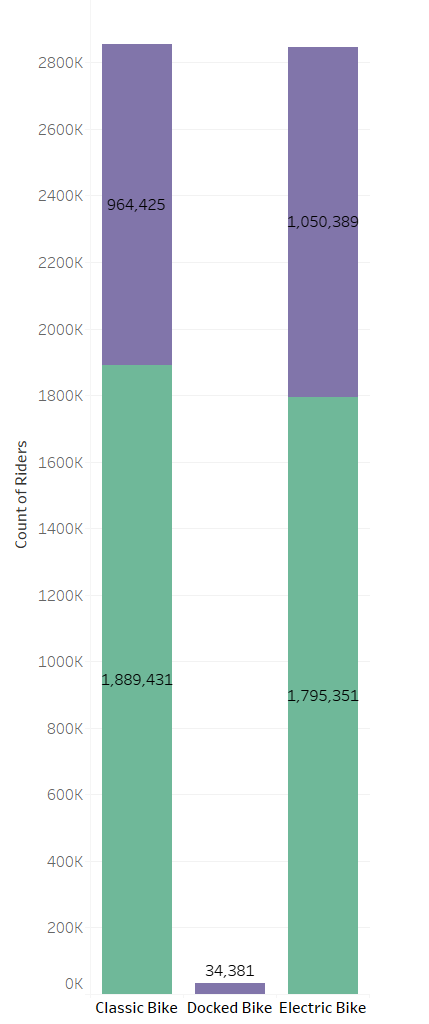 Count of Riders
2800K
2600K
2400K
2200K
2000K
1800K
1600K
1400K
1200K
1000K
800K
600K
400K
200K
0K
964,425
1,889,431
34,381
1,050,389
1,795,351
Classic Bike
Docked Bike
Electric Bike